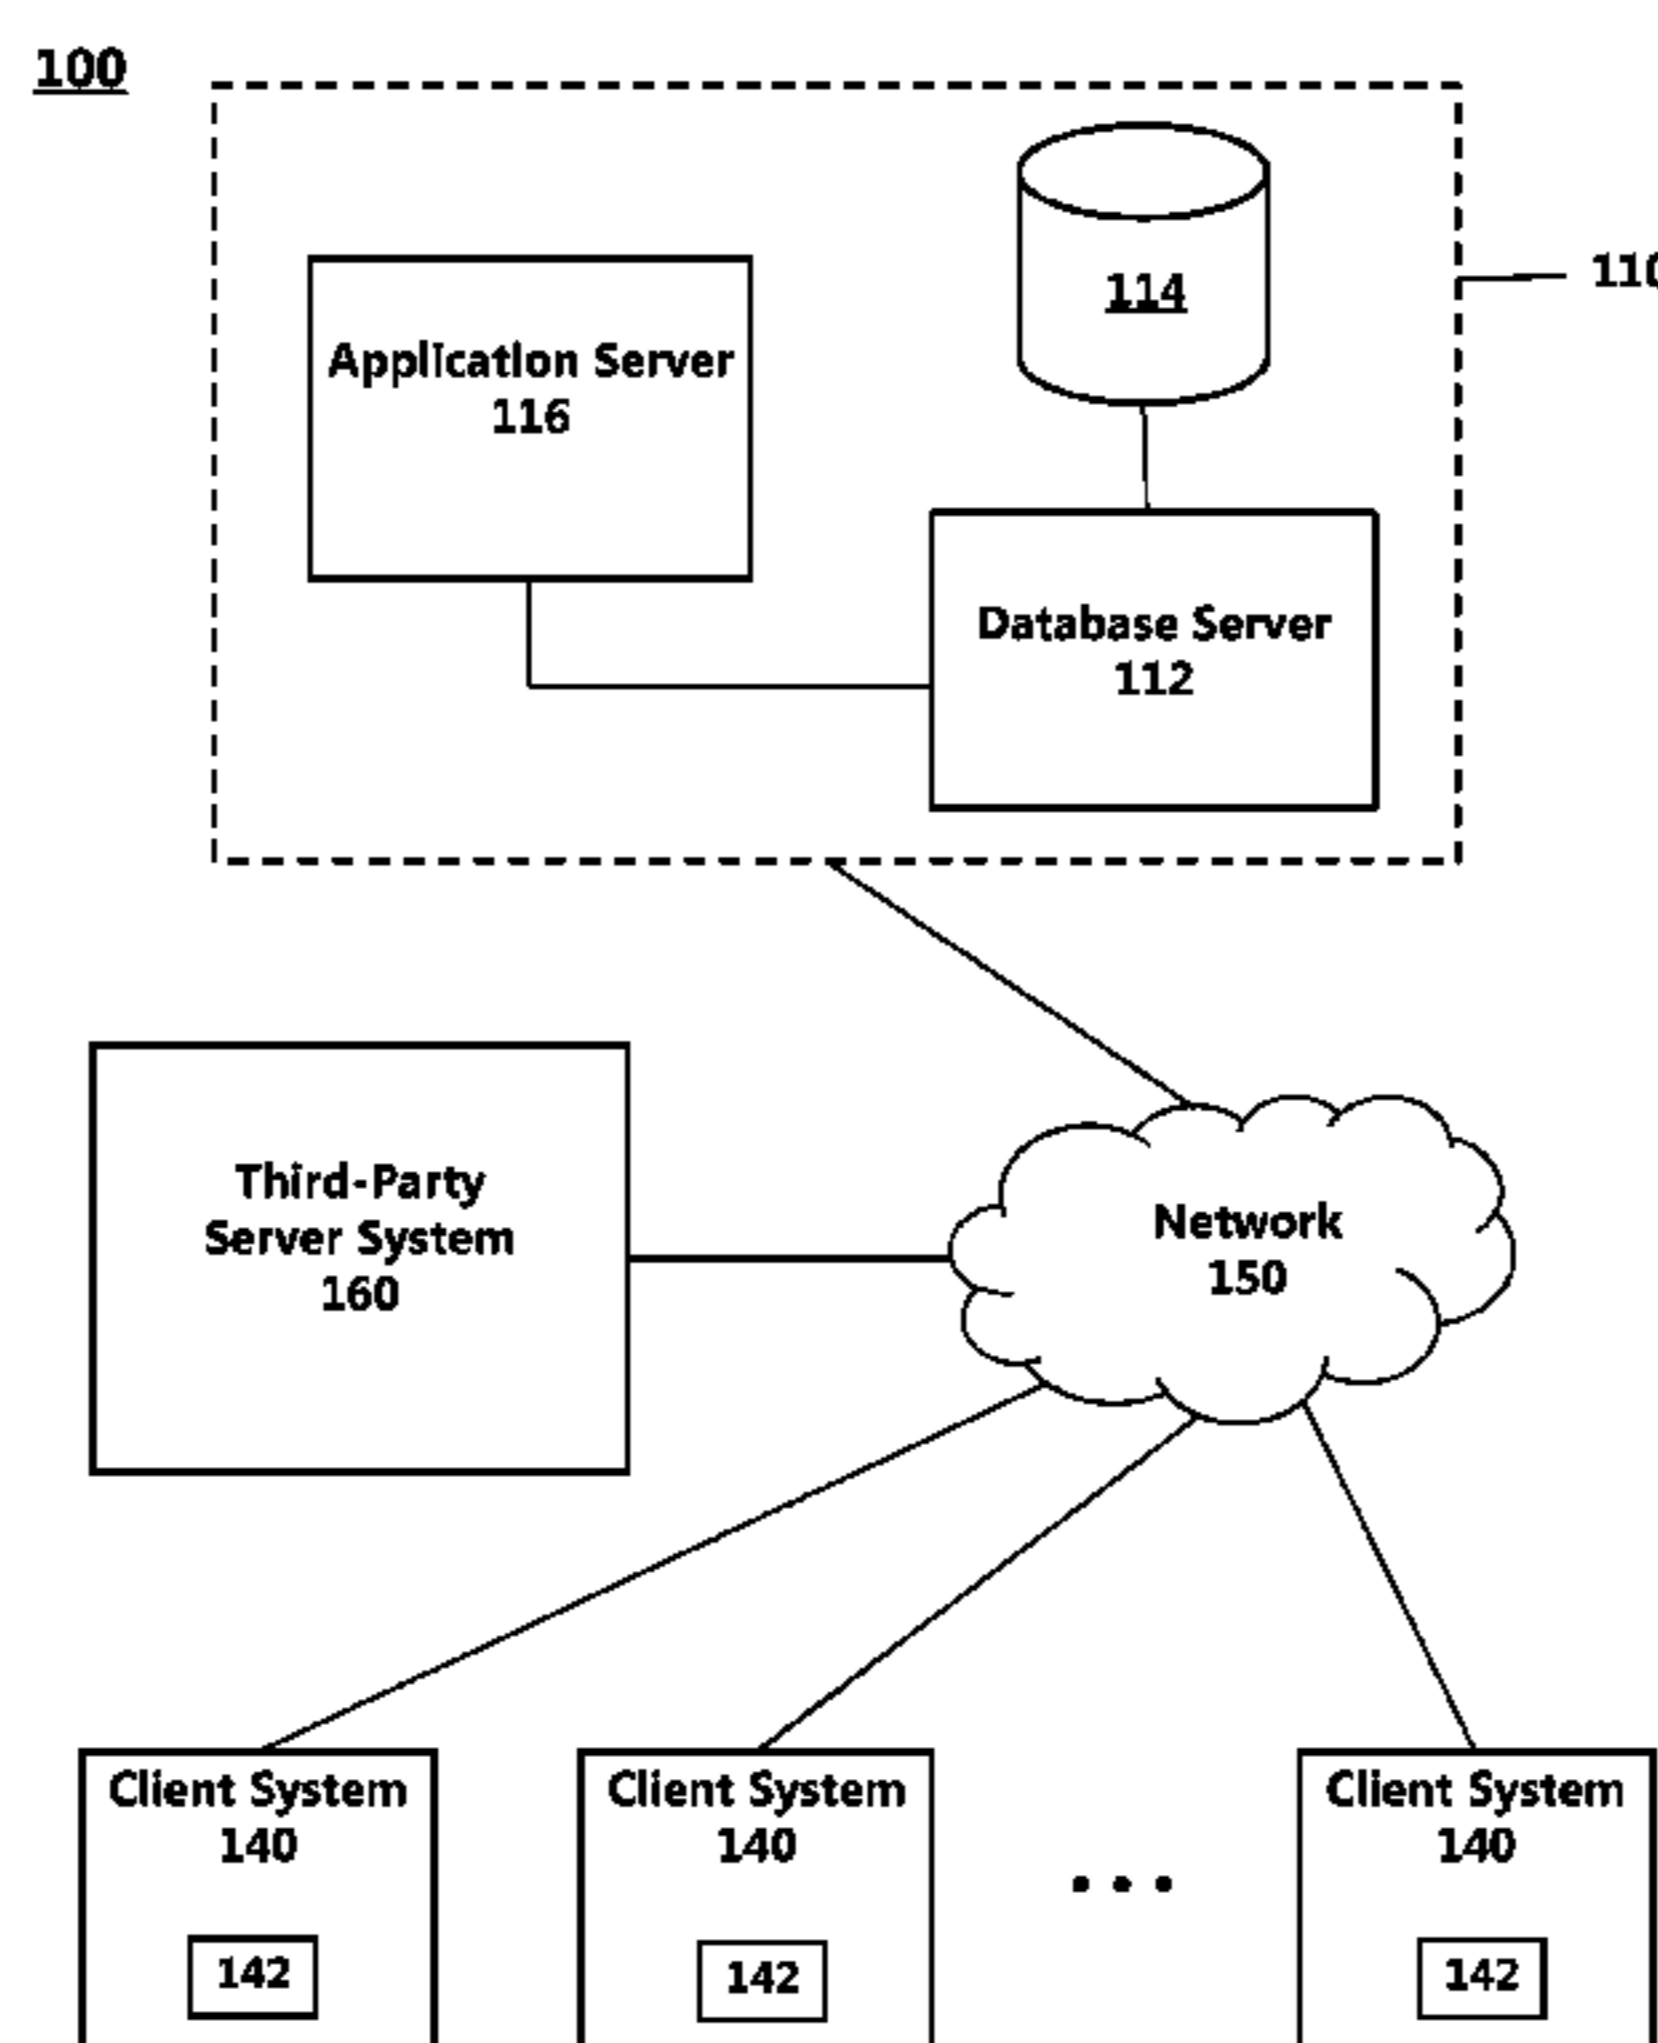 100
114
110
Application Server
116
Database Server
112
Third-Party
Server System
160
Network
150
Client System
140
142
Client System
140
142
...
Client System
140
142